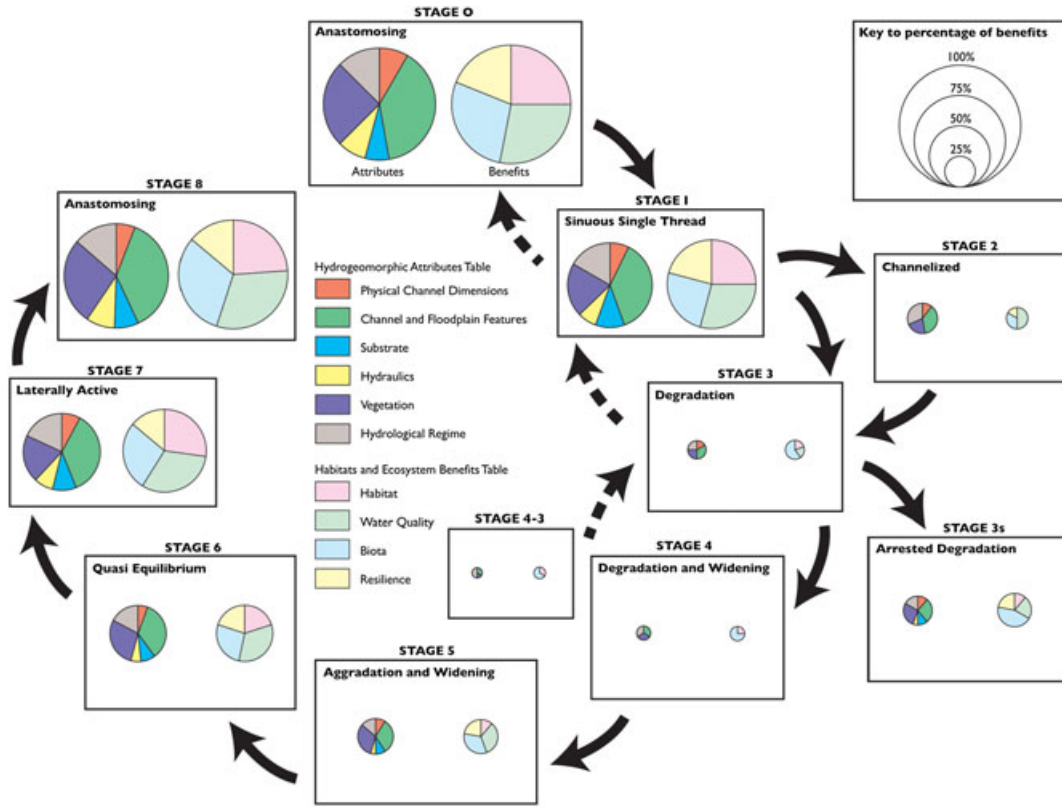 STAGE O
Anastomosing
Attributes
Benefits
Key to percentage of benefits
100%
75%
50%
25%
STAGE 8
Anastomosing
STAGE I
Sinuous Single Thread
STAGE 2
Channelized
Hydrogeomorphic Attributes Table
Physical Channel Dimensions
Channel and Floodplain Features
Substrate
Hydraulics
Vegetation
Hydrological Regime
Habitats and Ecosystem Benefits Table
Habitat
Water Quality
Biota
Resilience
STAGE 7
Laterally Active
STAGE 3
Degradation
STAGE 4-3
STAGE 3s
Arrested Degradation
STAGE 4
Degradation and Widening
STAGE 6
Quasi Equilibrium
STAGE 5
Aggradation and Widening